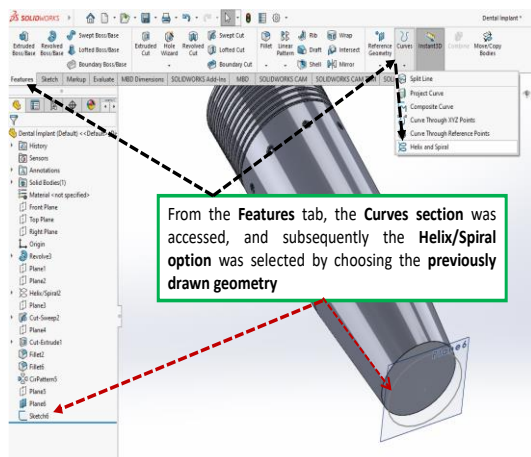 SOLIDWORKS
Dental Implant *
Extruded Boss/Base
Revolved Boss/Base
Swept Boss/Base
Lofted Boss/Base
Boundary Boss/Base
Extruded Cut
Hole Wizard
Revolved Cut
Swept Cut
Lofted Cut
Boundary Cut
Fillet
Linear Pattern
Rib
Draft
Shell
Wrap
Intersect
Mirror
Reference Geometry
Curves
Instant3D
Combine
Move/Copy Bodies
Features Sketch Markup Evaluate MBD Dimensions SOLIDWORKS Add-Ins MBD SOLIDWORKS CAM SOLIDWORKS CAM
Split Line
Project Curve
Composite Curve
Curve Through XYZ Points
Curve Through Reference Points
Helix and Spiral
Dental Implant (Default) <<Default>
History
Sensors
Annotations
Solid Bodies(1)
Material <not specified>
Front Plane
Top Plane
Right Plane
Origin
Revolve3
Plane1
Plane2
Helix/Spiral2
Plane3
Cut-Sweep2
Plane4
Cut-Extrude1
Fillet2
Fillet6
CirPattern5
Plane5
Plane6
Sketch6
From the Features tab, the Curves section was
accessed, and subsequently the Helix/Spiral
option was selected by choosing the previously
drawn geometry